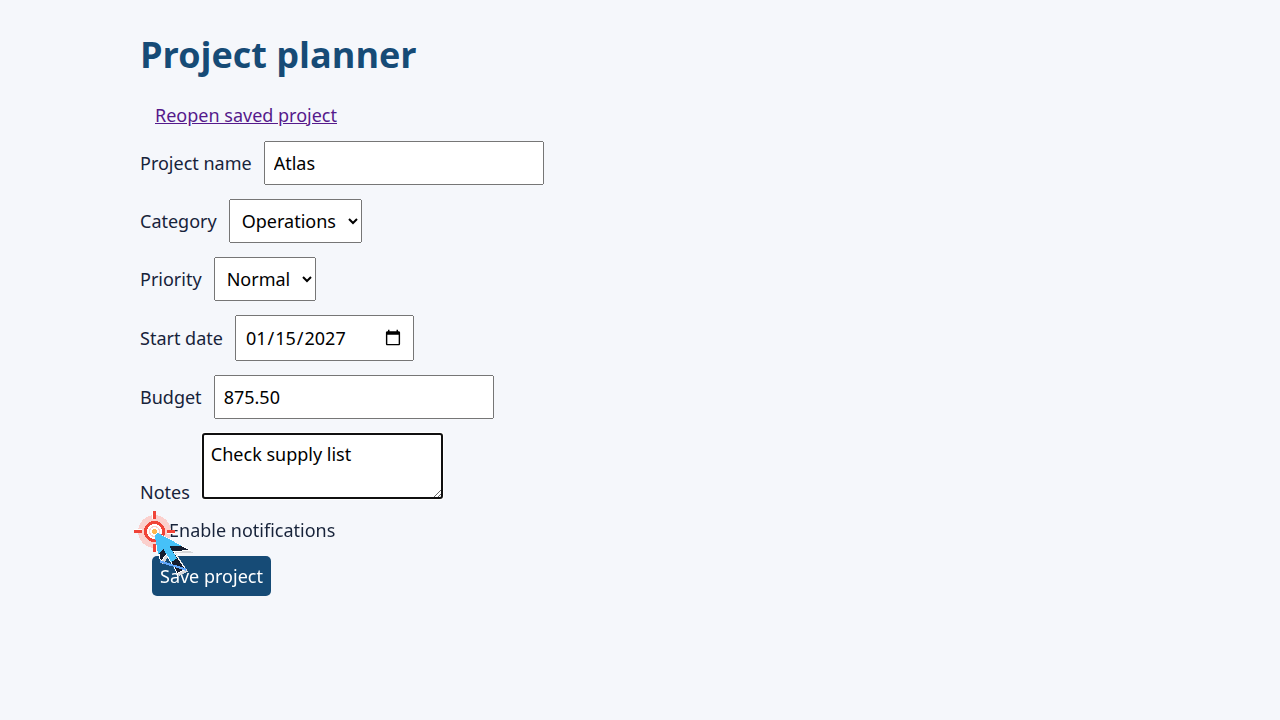 Project planner
Reopen saved project
Project name Atlas
Category Operations
Priority Normal
Start date 01/15/2027
Budget 875.50
Check supply list
Notes
Enable notifications
Save project